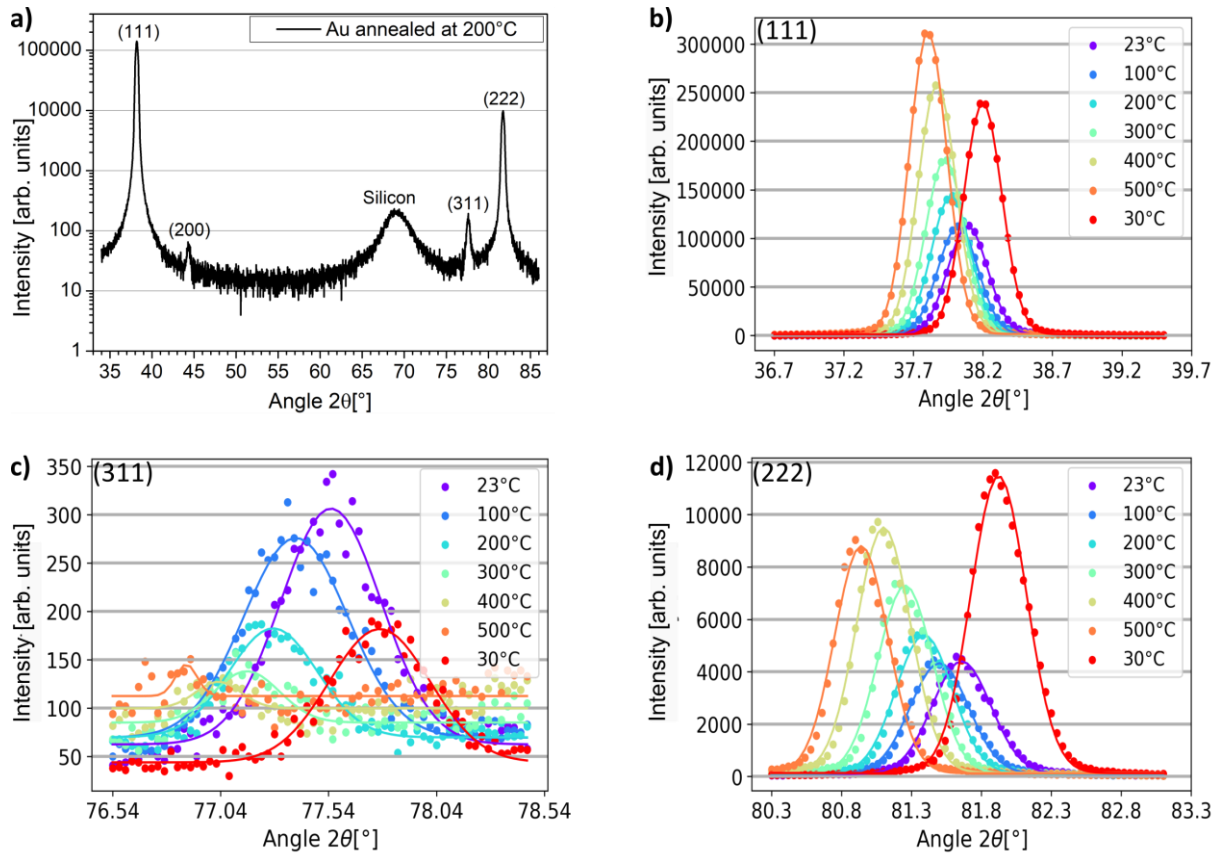 a)
Au annealed at 200°C
(111)
(200)
Silicon
(311)
(222)
100000
10000
1000
100
10
1
Intensity [arb. units]
35 40 45 50 55 60 65 70 75 80 85
Angle 2θ[°]
b)
(111)
23°C
100°C
200°C
300°C
400°C
500°C
30°C
300000
250000
200000
150000
100000
50000
0
Intensity [arb. units]
36.7 37.2 37.7 38.2 38.7 39.2 39.7
Angle 2θ[°]
c)
(311)
23°C
100°C
200°C
300°C
400°C
500°C
30°C
350
300
250
200
150
100
50
Intensity [arb. units]
76.54 77.04 77.54 78.04 78.54
Angle 2θ[°]
d)
(222)
23°C
100°C
200°C
300°C
400°C
500°C
30°C
12000
10000
8000
6000
4000
2000
0
Intensity [arb. units]
80.3 80.8 81.3 81.8 82.3 82.8 83.3
Angle 2θ[°]